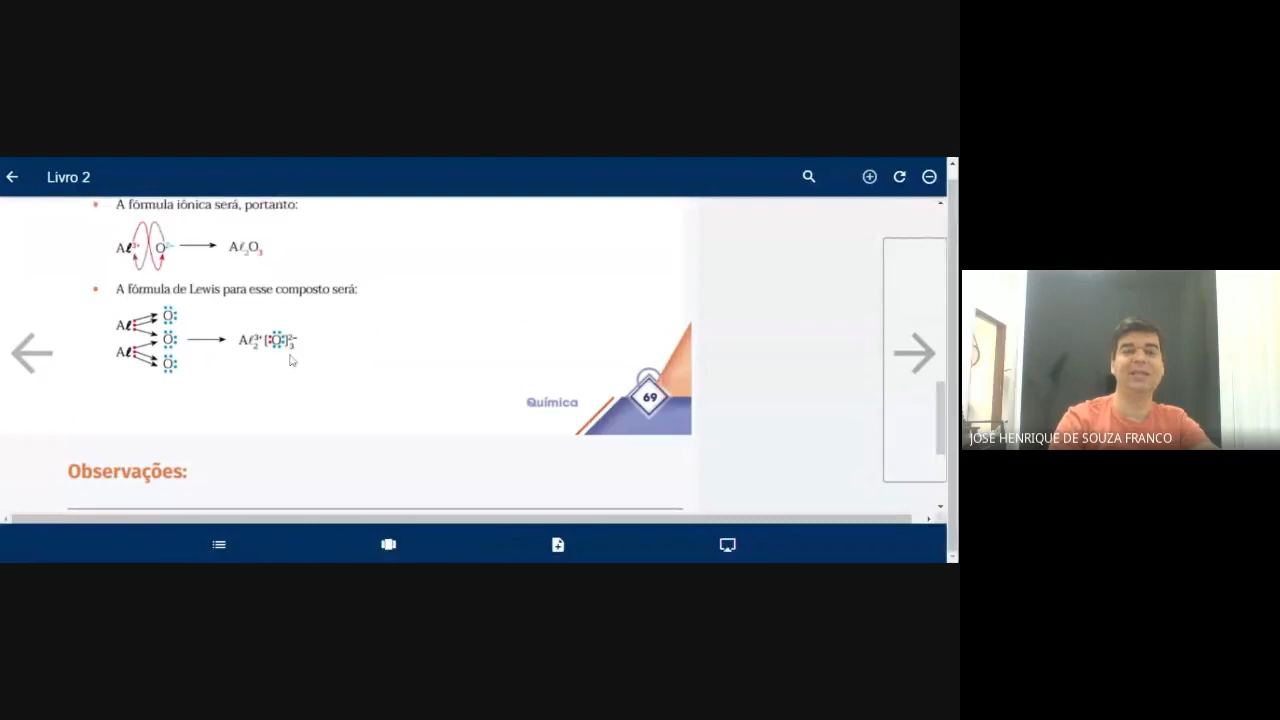 Livro 2
A fórmula iônica será, portanto:
Aℓ³⁺ O²⁻ → Aℓ₂O₃
A fórmula de Lewis para esse composto será:
Aℓ O
Aℓ O → Aℓ₂³⁺[O]₃²⁻
O
Química 69
Observações:
JOSÉ HENRIQUE DE SOUZA FRANCO